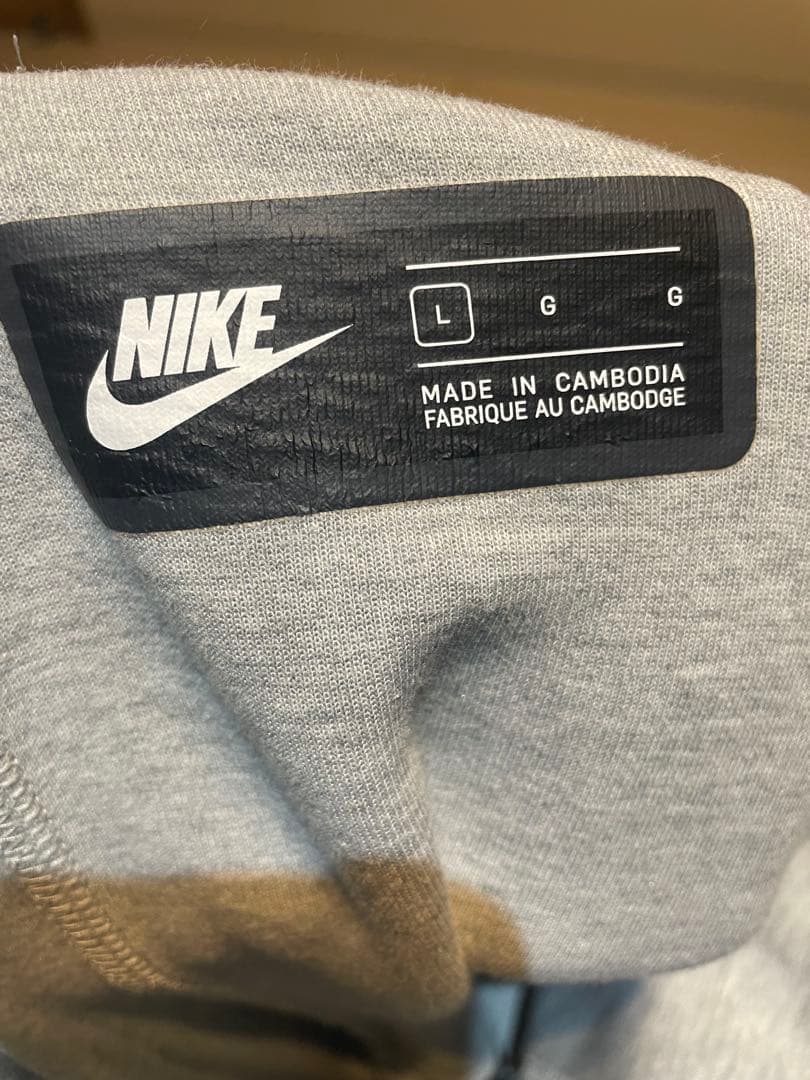 NIKE
L G G
MADE IN CAMBODIA
FABRIQUE AU CAMBODGE